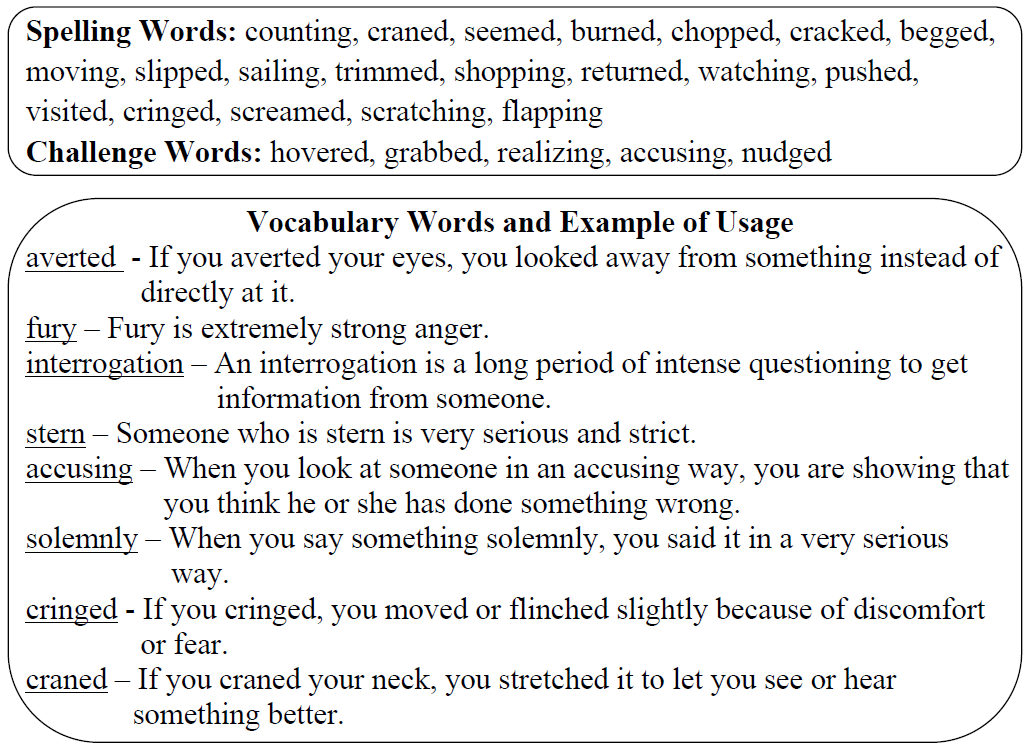 Spelling Words: counting, craned, seemed, burned, chopped, cracked, begged,
moving, slipped, sailing, trimmed, shopping, returned, watching, pushed,
visited, cringed, screamed, scratching, flapping
Challenge Words: hovered, grabbed, realizing, accusing, nudged
Vocabulary Words and Example of Usage
averted - If you averted your eyes, you looked away from something instead of
directly at it.
fury – Fury is extremely strong anger.
interrogation – An interrogation is a long period of intense questioning to get
information from someone.
stern – Someone who is stern is very serious and strict.
accusing – When you look at someone in an accusing way, you are showing that
you think he or she has done something wrong.
solemnly – When you say something solemnly, you said it in a very serious
way.
cringed - If you cringed, you moved or flinched slightly because of discomfort
or fear.
craned – If you craned your neck, you stretched it to let you see or hear
something better.